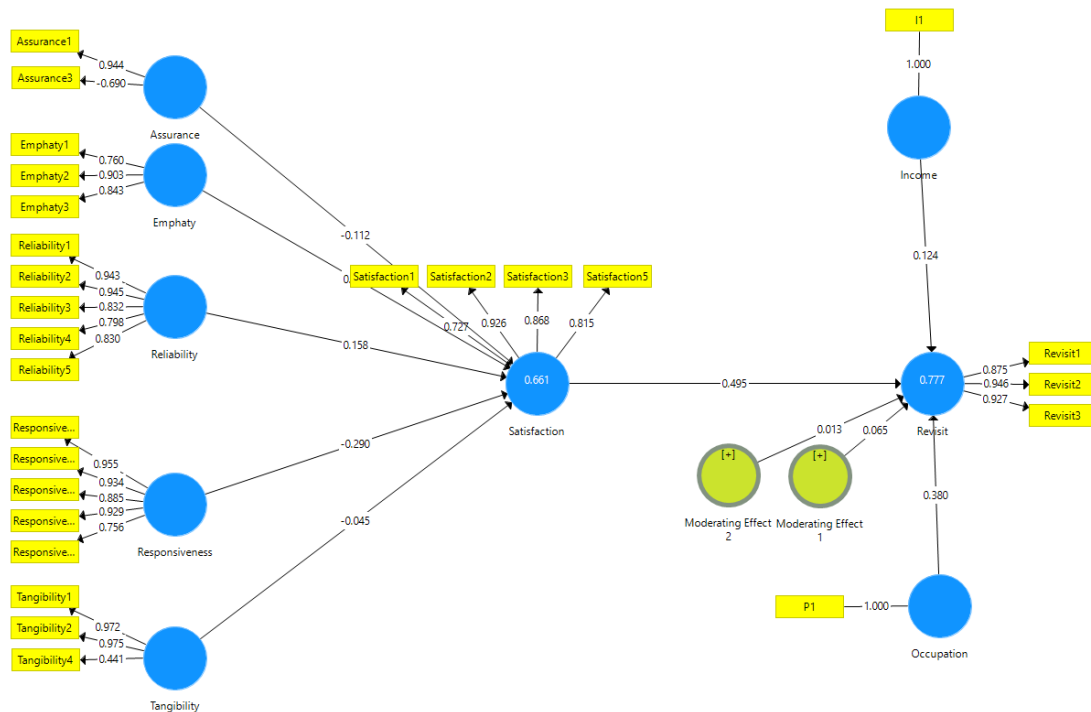 I1
1.000
Income
0.124
Assurance1
Assurance3
0.944
-0.690
Assurance
-0.112
Emphaty1
Emphaty2
Emphaty3
0.760
0.903
0.843
Emphaty
Reliability1
Reliability2
Reliability3
Reliability4
Reliability5
0.943
0.945
0.832
0.798
0.830
Reliability
0.158
Satisfaction1
Satisfaction2
Satisfaction3
Satisfaction5
0.727
0.926
0.868
0.815
0.661
Satisfaction
0.495
0.777
Revisit
0.875
0.946
0.927
Revisit1
Revisit2
Revisit3
0.013
0.065
[+]
Moderating Effect
2
[+]
Moderating Effect
1
Responsive...
Responsive...
Responsive...
Responsive...
Responsive...
0.955
0.934
0.885
0.929
0.756
Responsiveness
-0.290
-0.045
0.380
Tangibility1
Tangibility2
Tangibility4
0.972
0.975
0.441
Tangibility
P1
1.000
Occupation